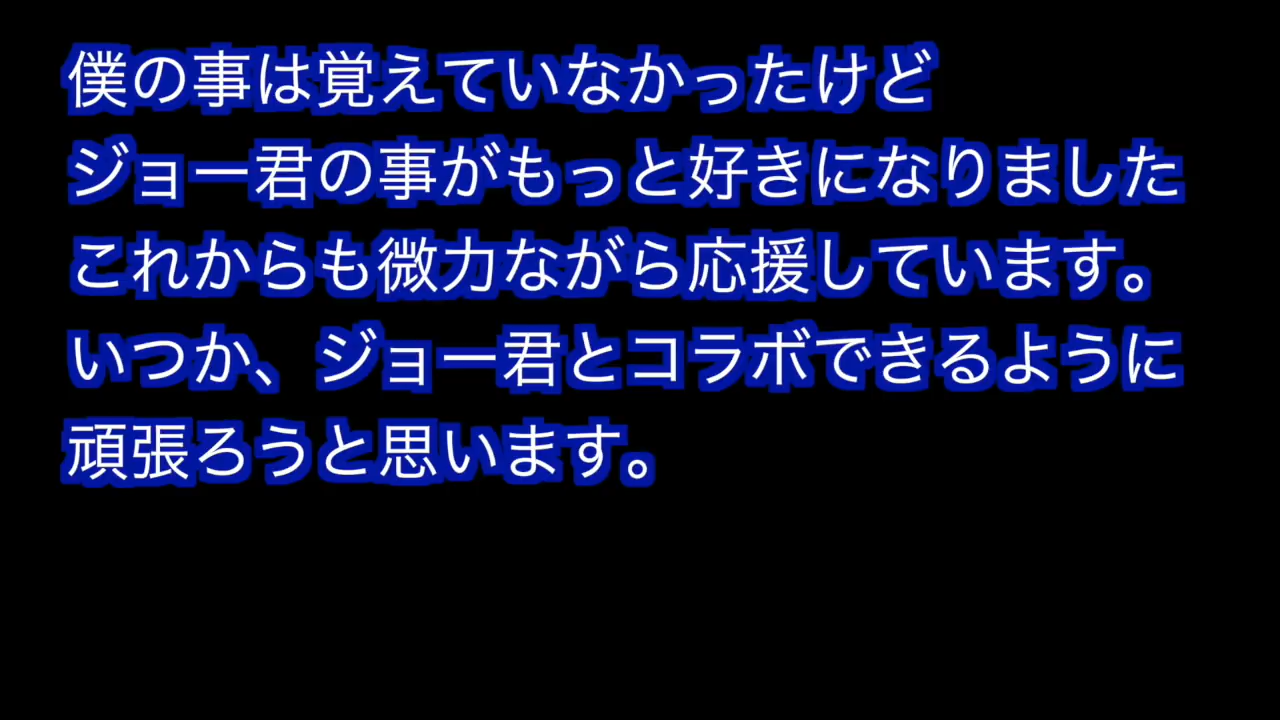 僕の事は覚えていなかったけど
ジョー君の事がもっと好きになりました
これからも微力ながら応援しています。
いつか、ジョー君とコラボできるように
頑張ろうと思います。